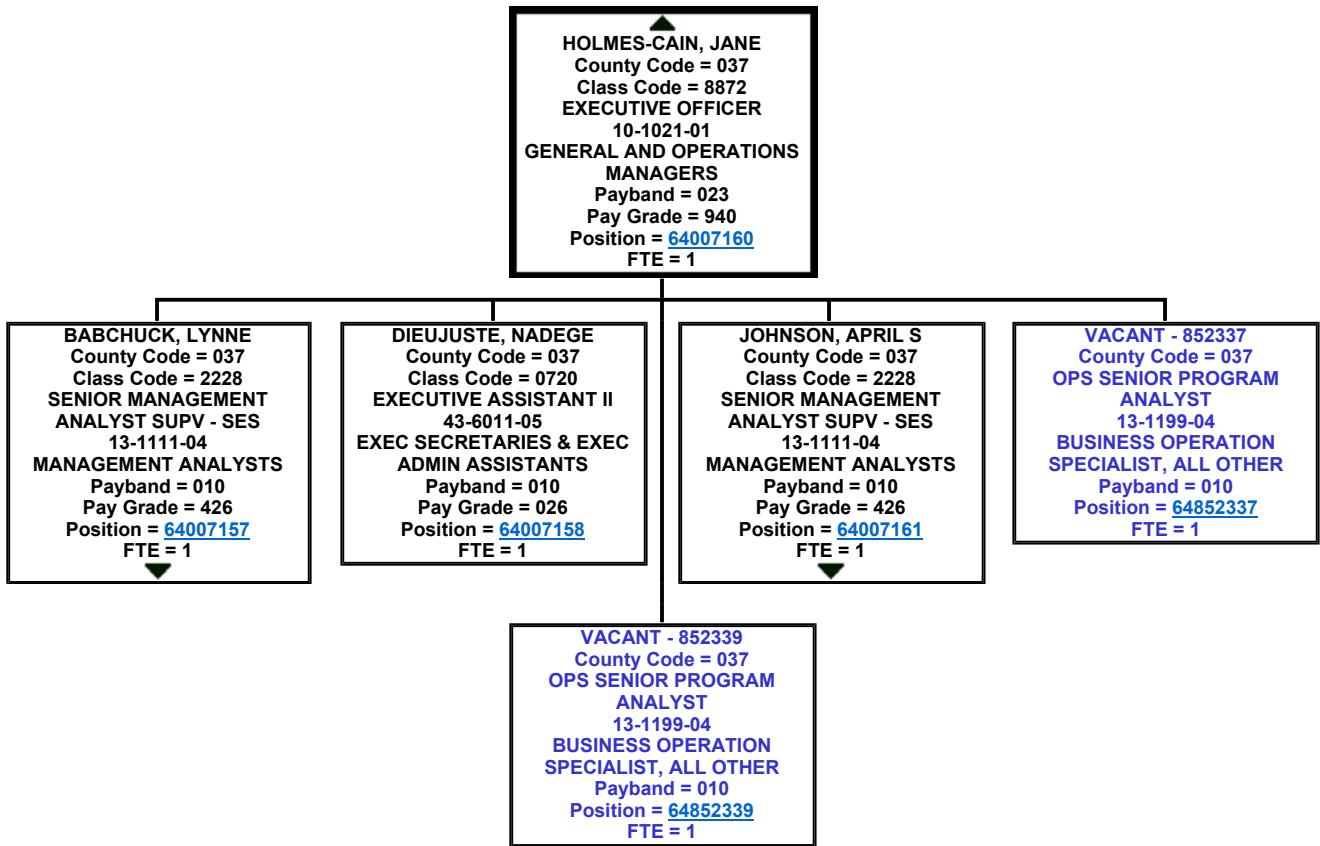 HOLMES-CAIN, JANE
County Code = 037
Class Code = 8872
EXECUTIVE OFFICER
10-1021-01
GENERAL AND OPERATIONS
MANAGERS
Payband = 023
Pay Grade = 940
Position = 64007160
FTE = 1
BABCHUCK, LYNNE
County Code = 037
Class Code = 2228
SENIOR MANAGEMENT
ANALYST SUPV - SES
13-1111-04
MANAGEMENT ANALYSTS
Payband = 010
Pay Grade = 426
Position = 64007157
FTE = 1
DIEUJUSTE, NADEGE
County Code = 037
Class Code = 0720
EXECUTIVE ASSISTANT II
43-6011-05
EXEC SECRETARIES & EXEC
ADMIN ASSISTANTS
Payband = 010
Pay Grade = 026
Position = 64007158
FTE = 1
JOHNSON, APRIL S
County Code = 037
Class Code = 2228
SENIOR MANAGEMENT
ANALYST SUPV - SES
13-1111-04
MANAGEMENT ANALYSTS
Payband = 010
Pay Grade = 426
Position = 64007161
FTE = 1
VACANT - 852337
County Code = 037
OPS SENIOR PROGRAM
ANALYST
13-1199-04
BUSINESS OPERATION
SPECIALIST, ALL OTHER
Payband = 010
Position = 64852337
FTE = 1
VACANT - 852339
County Code = 037
OPS SENIOR PROGRAM
ANALYST
13-1199-04
BUSINESS OPERATION
SPECIALIST, ALL OTHER
Payband = 010
Position = 64852339
FTE = 1